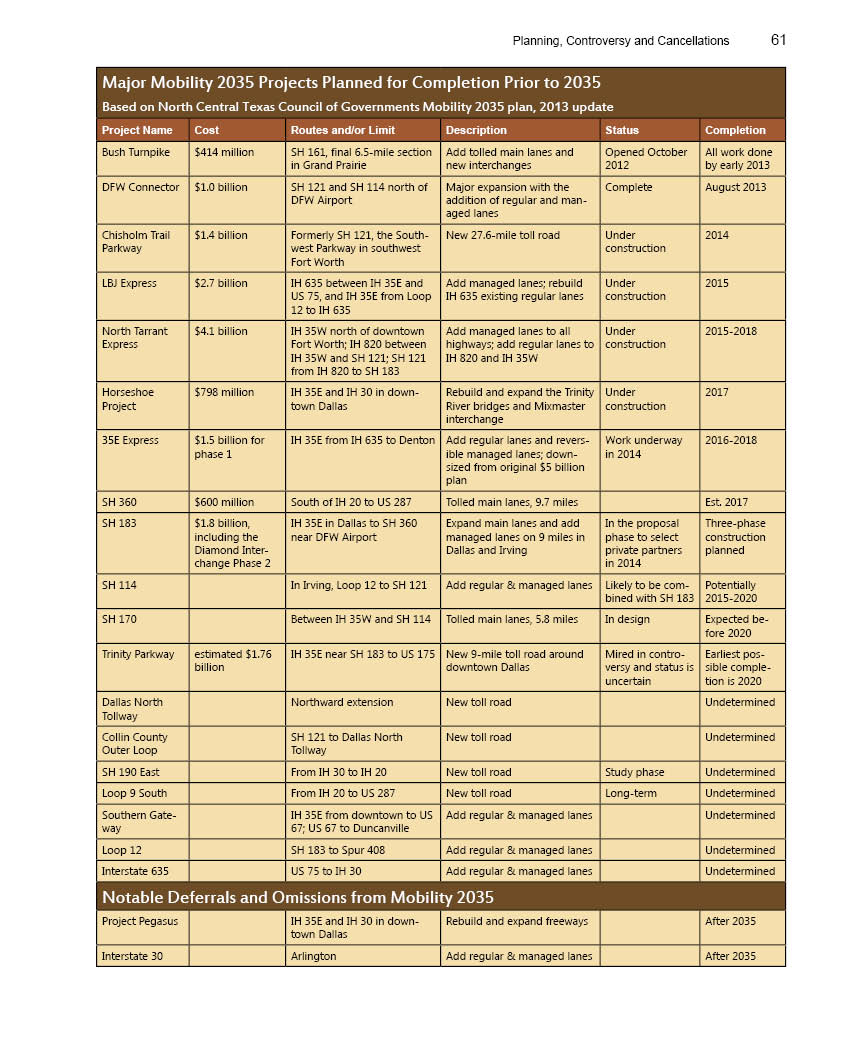 Planning, Controversy and Cancellations 61
Major Mobility 2035 Projects Planned for Completion Prior to 2035
Based on North Central Texas Council of Governments Mobility 2035 plan, 2013 update
Project Name Cost Routes and/or Limit Description Status Completion
Bush Turnpike $414 million SH 161, final 6.5-mile section Add tolled main lanes and Opened October All work done
in Grand Prairie new interchanges 2012 by early 2013
DFW Connector $1.0 billion SH 121 and SH 114 north of Major expansion with the Complete August 2013
DFW Airport addition of regular and man-
aged lanes
Chisholm Trail $1.4 billion Formerly SH 121, the South- New 27.6-mile toll road Under 2014
Parkway west Parkway in southwest construction
Fort Worth
LBJ Express $2.7 billion IH 635 between IH 35E and Add managed lanes; rebuild Under 2015
US 75, and IH 35E from Loop IH 635 existing regular lanes construction
12 to IH 635
North Tarrant $4.1 billion IH 35W north of downtown Add managed lanes to all Under 2015-2018
Express Fort Worth; IH 820 between highways; add regular lanes to construction
IH 35W and SH 121; SH 121 IH 820 and IH 35W
from IH 820 to SH 183
Horseshoe $798 million IH 35E and IH 30 in down- Rebuild and expand the Trinity Under 2017
Project town Dallas River bridges and Mixmaster construction
interchange
35E Express $1.5 billion for IH 35E from IH 635 to Denton Add regular lanes and revers- Work underway 2016-2018
phase 1 ible managed lanes; down- in 2014
sized from original $5 billion
plan
SH 360 $600 million South of IH 20 to US 287 Tolled main lanes, 9.7 miles Est. 2017
SH 183 $1.8 billion, IH 35E in Dallas to SH 360 Expand main lanes and add In the proposal Three-phase
including the near DFW Airport managed lanes on 9 miles in phase to select construction
Diamond Inter- Dallas and Irving private partners planned
change Phase 2 in 2014
SH 114 In Irving, Loop 12 to SH 121 Add regular & managed lanes Likely to be com- Potentially
bined with SH 183 2015-2020
SH 170 Between IH 35W and SH 114 Tolled main lanes, 5.8 miles In design Expected be-
fore 2020
Trinity Parkway estimated $1.76 IH 35E near SH 183 to US 175 New 9-mile toll road around Mired in contro- Earliest pos-
billion downtown Dallas versy and status is sible comple-
uncertain tion is 2020
Dallas North Northward extension New toll road Undetermined
Tollway
Collin County SH 121 to Dallas North New toll road Undetermined
Outer Loop Tollway
SH 190 East From IH 30 to IH 20 New toll road Study phase Undetermined
Loop 9 South From IH 20 to US 287 New toll road Long-term Undetermined
Southern Gate- IH 35E from downtown to US Add regular & managed lanes Undetermined
way 67; US 67 to Duncanville
Loop 12 SH 183 to Spur 408 Add regular & managed lanes Undetermined
Interstate 635 US 75 to IH 30 Add regular & managed lanes Undetermined
Notable Deferrals and Omissions from Mobility 2035
Project Pegasus IH 35E and IH 30 in down- Rebuild and expand freeways After 2035
town Dallas
Interstate 30 Arlington Add regular & managed lanes After 2035